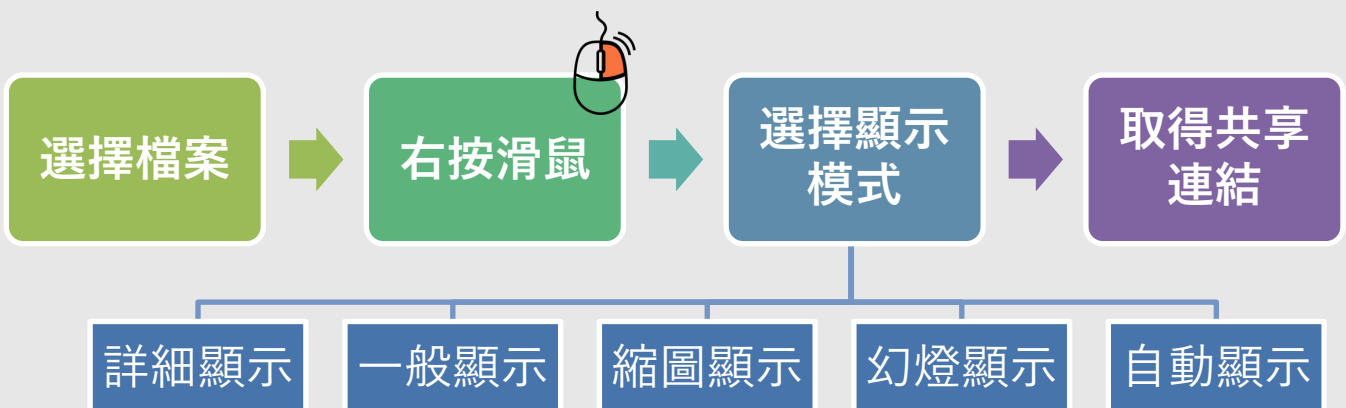 選擇檔案
右按滑鼠
選擇顯示
模式
取得共享
連結
詳細顯示
一般顯示
縮圖顯示
幻燈顯示
自動顯示